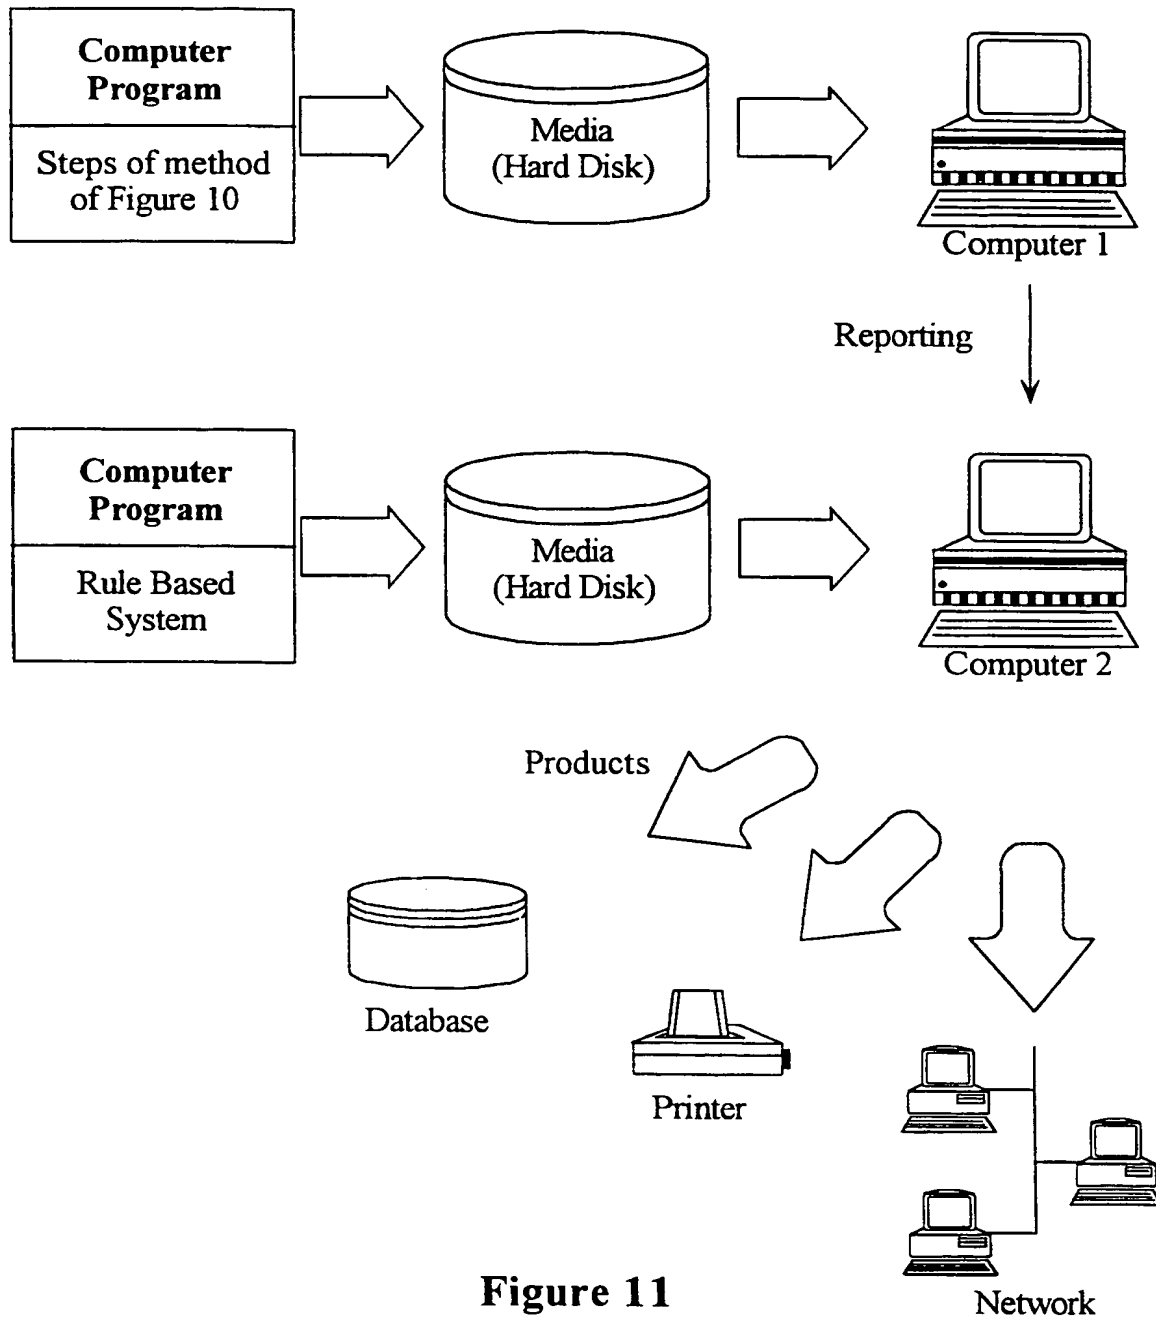 Computer
Program
Steps of method
of Figure 10
Media
(Hard Disk)
Computer 1
Reporting
Computer
Program
Rule Based
System
Media
(Hard Disk)
Computer 2
Products
Database
Printer
Network
Figure 11